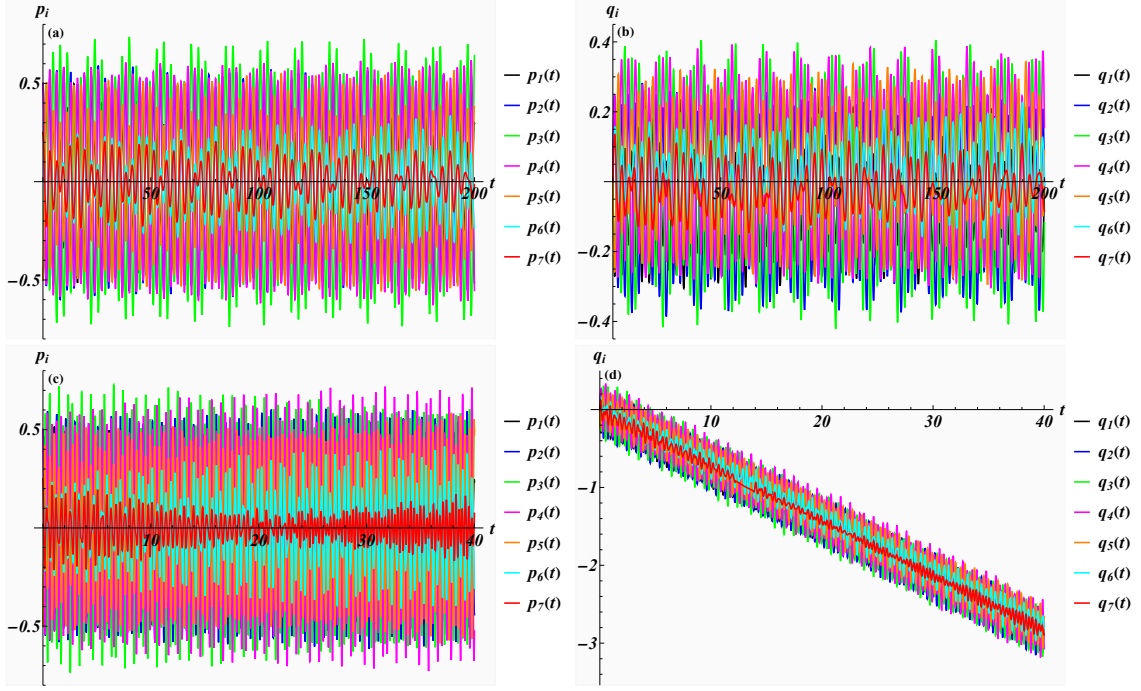 p_i
(a)
0.5
-0.5
50
100
150
200
t
p_1(t)
p_2(t)
p_3(t)
p_4(t)
p_5(t)
p_6(t)
p_7(t)
q_i
(b)
0.4
0.2
-0.2
-0.4
50
100
150
200
t
q_1(t)
q_2(t)
q_3(t)
q_4(t)
q_5(t)
q_6(t)
q_7(t)
p_i
(c)
0.5
-0.5
10
20
30
40
t
p_1(t)
p_2(t)
p_3(t)
p_4(t)
p_5(t)
p_6(t)
p_7(t)
q_i
(d)
-1
-2
-3
10
20
30
40
t
q_1(t)
q_2(t)
q_3(t)
q_4(t)
q_5(t)
q_6(t)
q_7(t)